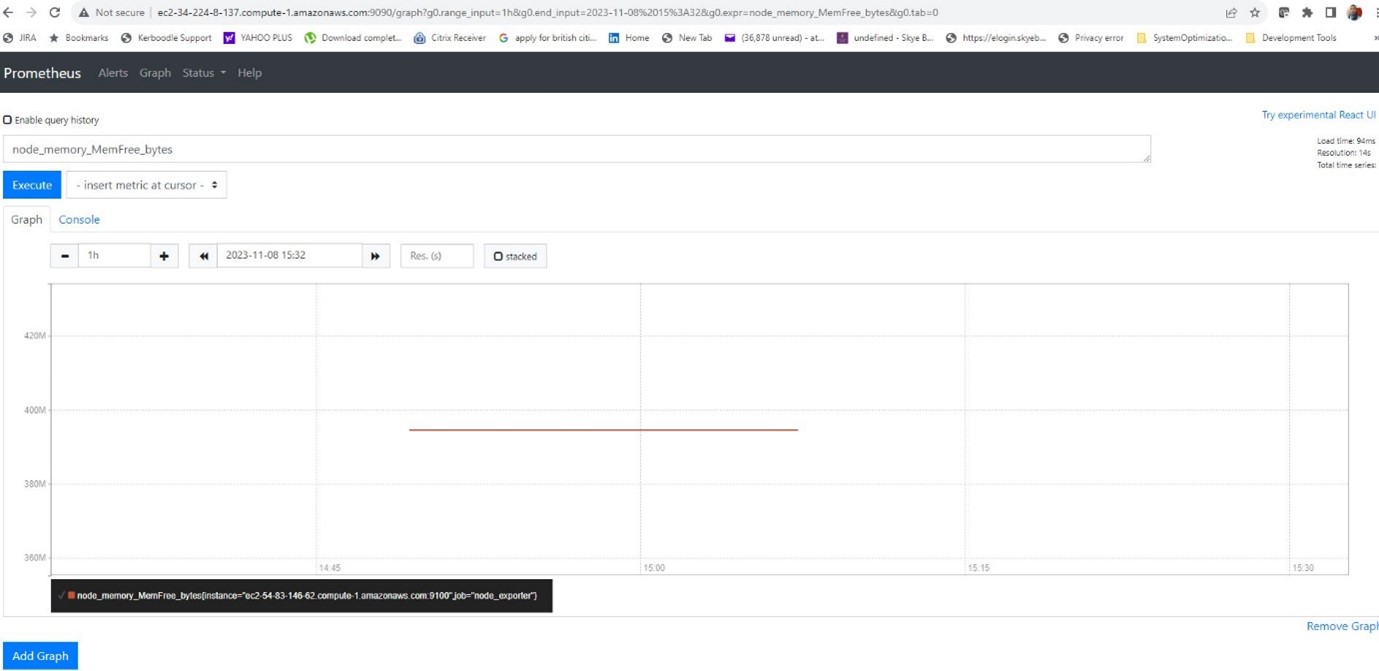 Not secure | ec2-34-224-8-137.compute-1.amazonaws.com:9090/graph?g0.range_input=1h&g0.end_input=2023-11-08%2015%3A32&g0.expr=node_memory_MemFree_bytes&g0.tab=0
JIRA Bookmarks Kerboodle Support YAHOO PLUS Download complet... Citrix Receiver apply for british citi... Home New Tab (36,878 unread) - at... undefined - Skye B... https://elogin.skyeb... Privacy error SystemOptimizatio... Development Tools »
Prometheus Alerts Graph Status Help
Enable query history Try experimental React UI
node_memory_MemFree_bytes
Load time: 94ms
Resolution: 14s
Total time series:
Execute - insert metric at cursor -
Graph Console
- 1h + 2023-11-08 15:32 Res. (s) stacked
420M
400M
380M
360M
14:45 15:00 15:15 15:30
✓ node_memory_MemFree_bytes{instance="ec2-54-83-146-62.compute-1.amazonaws.com:9100",job="node_exporter"}
Remove Graph
Add Graph